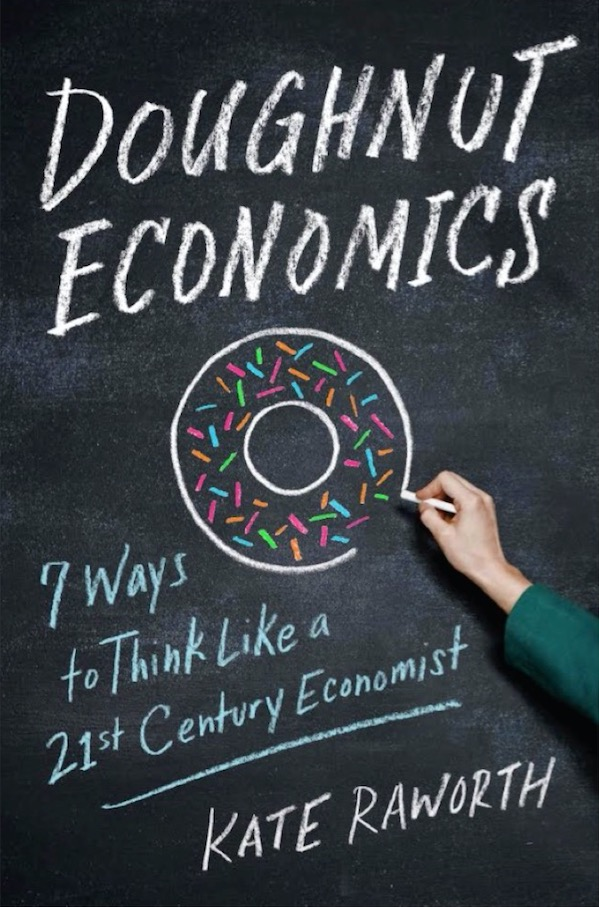 DOUGHNUT
ECONOMICS
7 Ways
to Think Like a
21st Century Economist
KATE RAWORTH